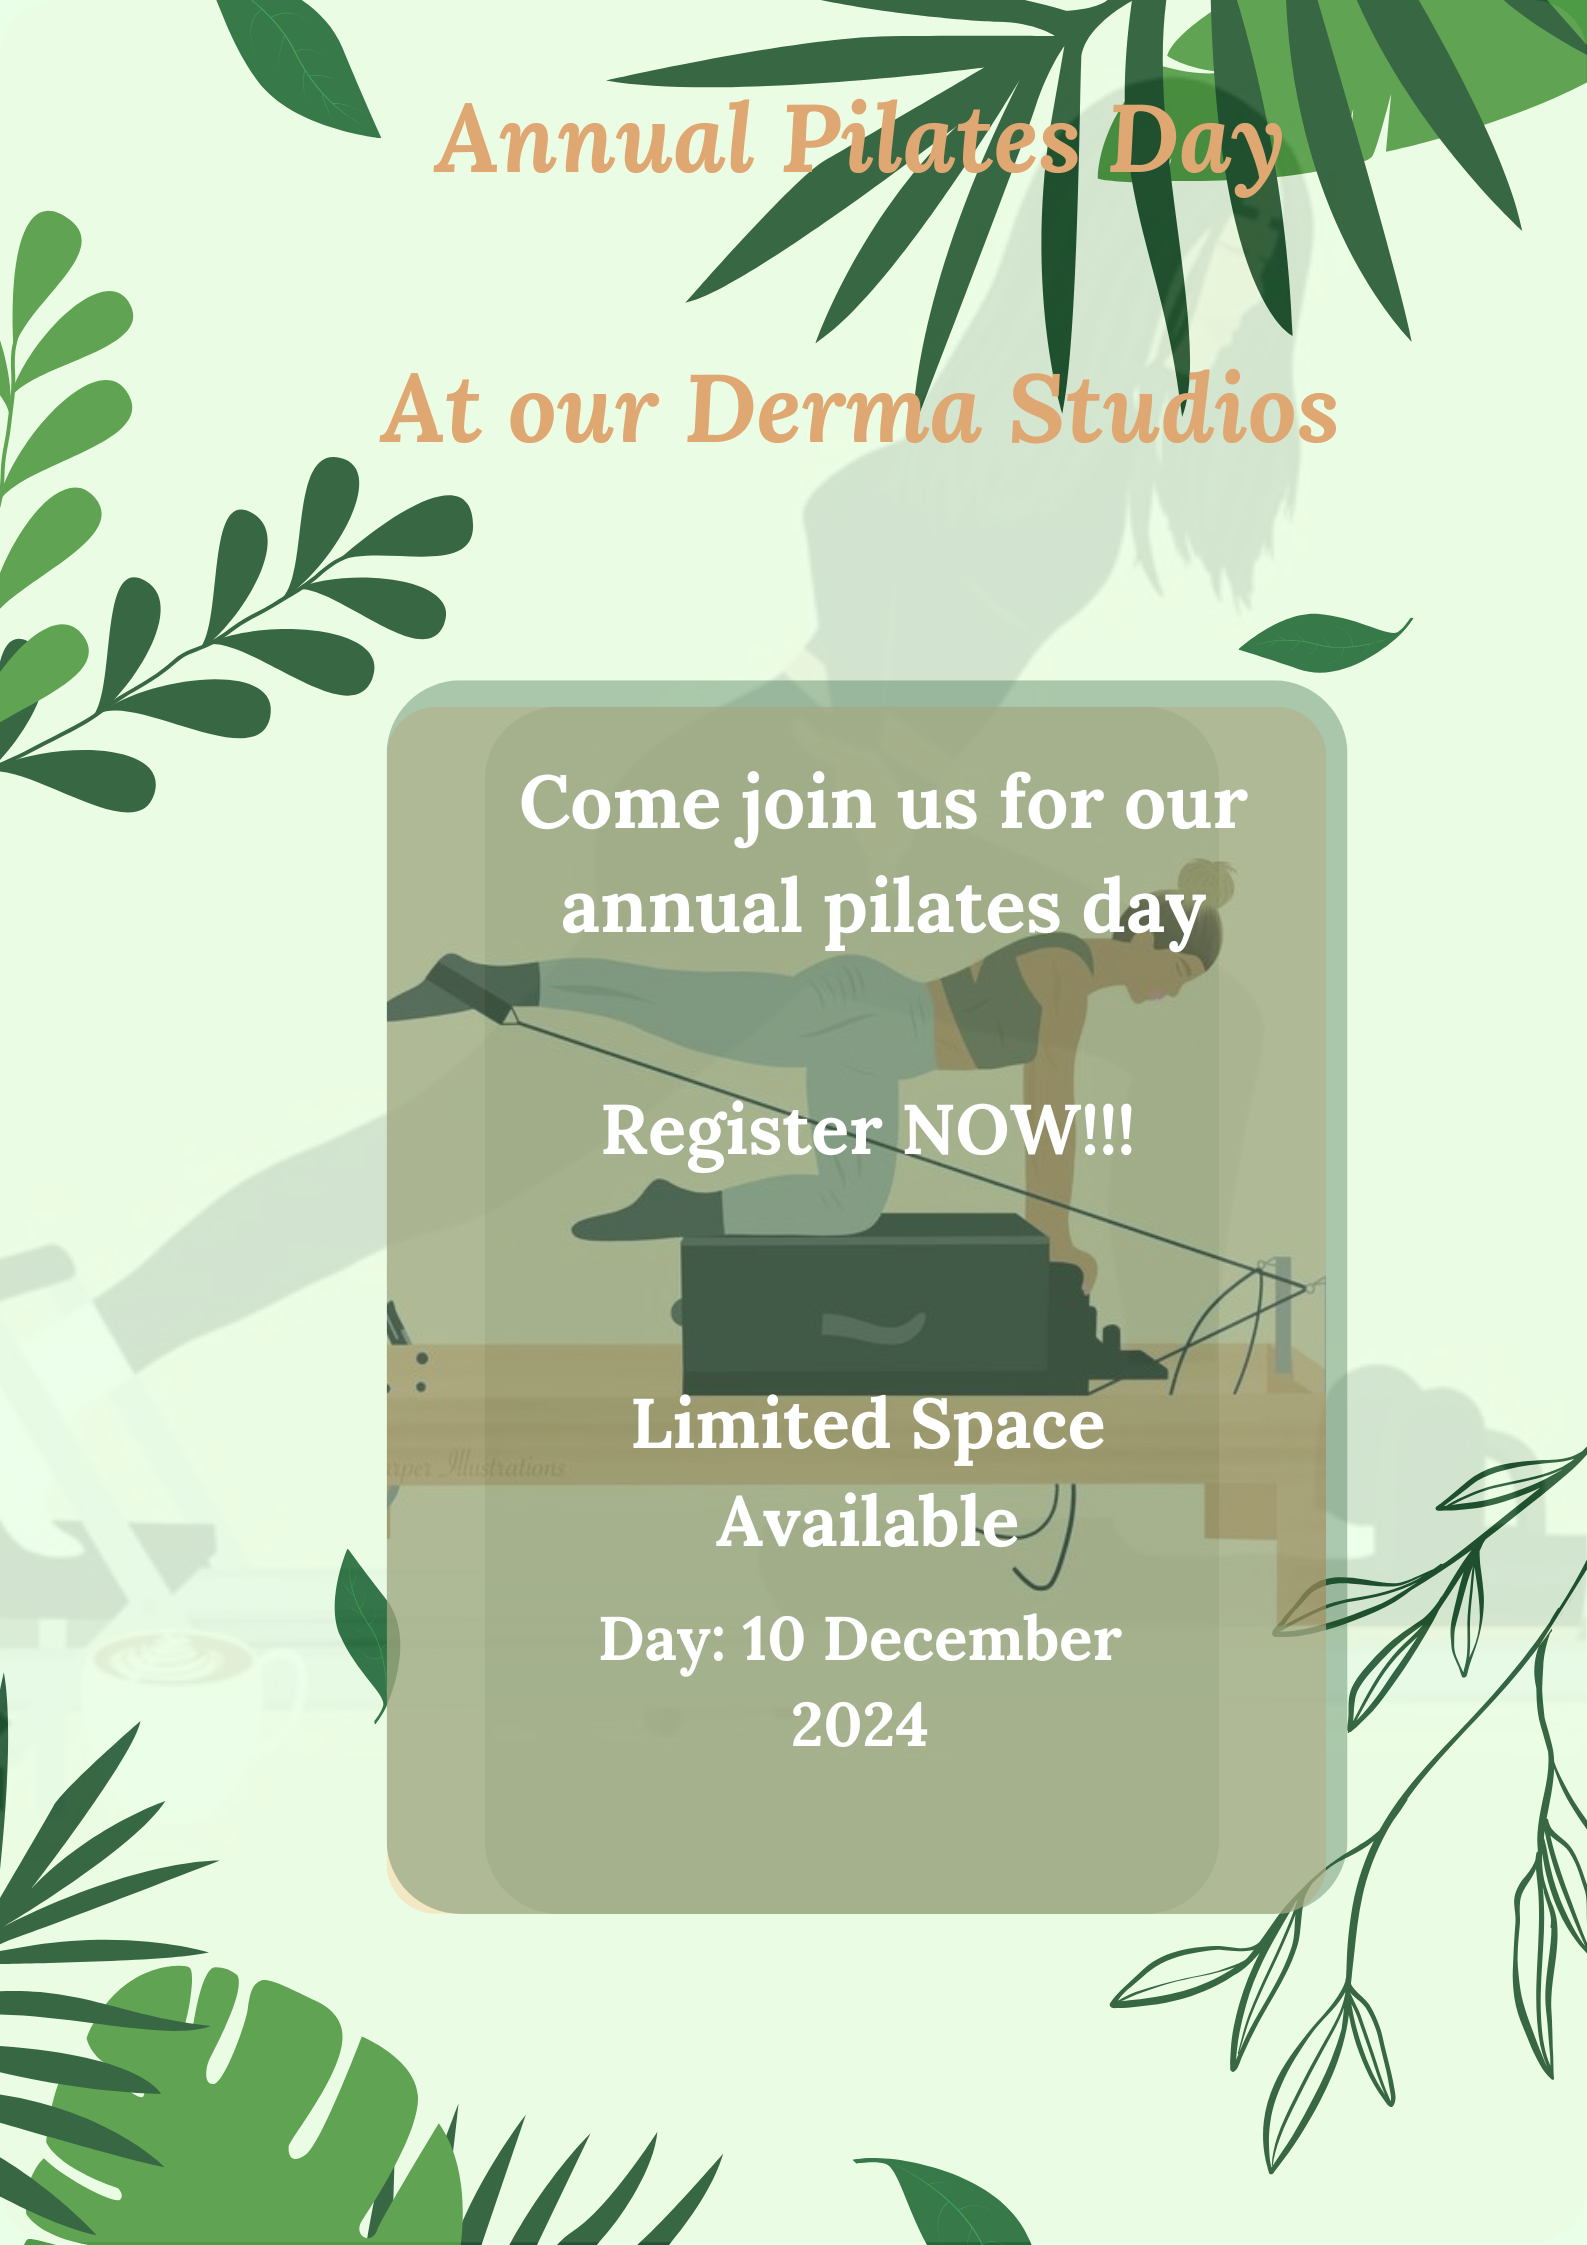 Annual Pilates Day
At our Derma Studios
Come join us for our
annual pilates day
Register NOW!!!
Limited Space
Illustrations
Available
Day: 10 December
2024